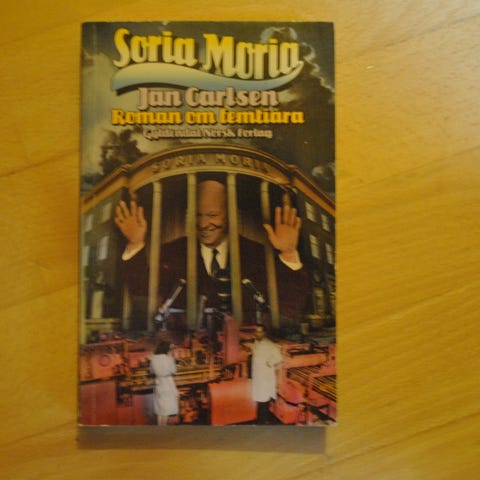 Soria Moria
Jan Carlsen
Roman om femtiåra
Gyldendal Norsk Forlag
SORIA MORIA